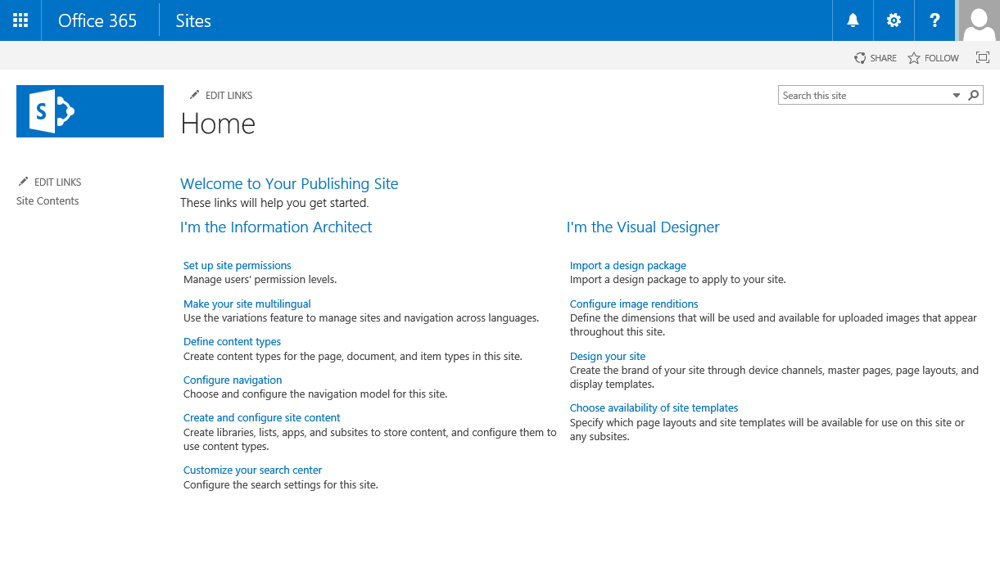 Office 365
Sites
?
SHARE
FOLLOW
S
EDIT LINKS
Search this site
Home
EDIT LINKS
Site Contents
Welcome to Your Publishing Site
These links will help you get started.
I'm the Information Architect
Set up site permissions
Manage users' permission levels.
Make your site multilingual
Use the variations feature to manage sites and navigation across languages.
Define content types
Create content types for the page, document, and item types in this site.
Configure navigation
Choose and configure the navigation model for this site.
Create and configure site content
Create libraries, lists, apps, and subsites to store content, and configure them to
use content types.
Customize your search center
Configure the search settings for this site.
I'm the Visual Designer
Import a design package
Import a design package to apply to your site.
Configure image renditions
Define the dimensions that will be used and available for uploaded images that appear
throughout this site.
Design your site
Create the brand of your site through device channels, master pages, page layouts, and
display templates.
Choose availability of site templates
Specify which page layouts and site templates will be available for use on this site or
any subsites.